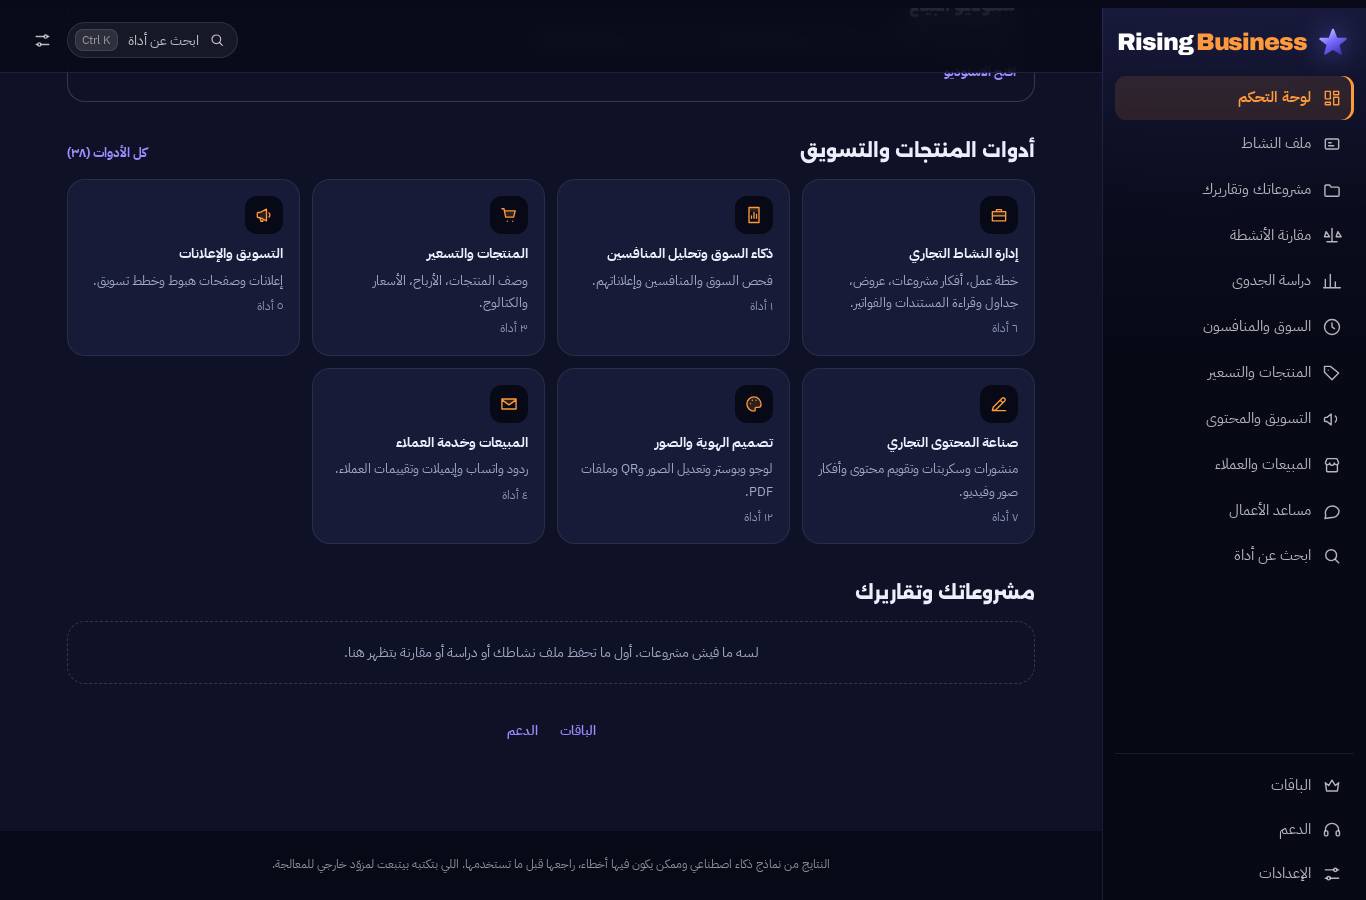 Rising Business
لوحة التحكم
ملف النشاط
مشروعاتك وتقاريرك
مقارنة الأنشطة
دراسة الجدوى
السوق والمنافسون
المنتجات والتسعير
التسويق والمحتوى
المبيعات والعملاء
مساعد الأعمال
ابحث عن أداة
الباقات
الدعم
الإعدادات
ابحث عن أداة Ctrl K
افتح الاستوديو
أدوات المنتجات والتسويق
كل الأدوات (٣٨)
إدارة النشاط التجاري
خطة عمل، أفكار مشروعات، عروض،
جداول وقراءة المستندات والفواتير.
٦ أداة
ذكاء السوق وتحليل المنافسين
فحص السوق والمنافسين وإعلاناتهم.
١ أداة
المنتجات والتسعير
وصف المنتجات، الأرباح، الأسعار
والكتالوج.
٣ أداة
التسويق والإعلانات
إعلانات وصفحات هبوط وخطط تسويق.
٥ أداة
صناعة المحتوى التجاري
منشورات وسكربتات وتقويم محتوى وأفكار
صور وفيديو.
٧ أداة
تصميم الهوية والصور
لوجو وبوستر وتعديل الصور وQR وملفات
PDF.
١٢ أداة
المبيعات وخدمة العملاء
ردود واتساب وإيميلات وتقييمات العملاء.
٤ أداة
مشروعاتك وتقاريرك
لسه ما فيش مشروعات. أول ما تحفظ ملف نشاطك أو دراسة أو مقارنة يتظهر هنا.
الباقات
الدعم
النتايج من نماذج ذكاء اصطناعي وممكن يكون فيها أخطاء، راجعها قبل ما تستخدمها. اللي بتكتبه بيتبعت لمزوّد خارجي للمعالجة.